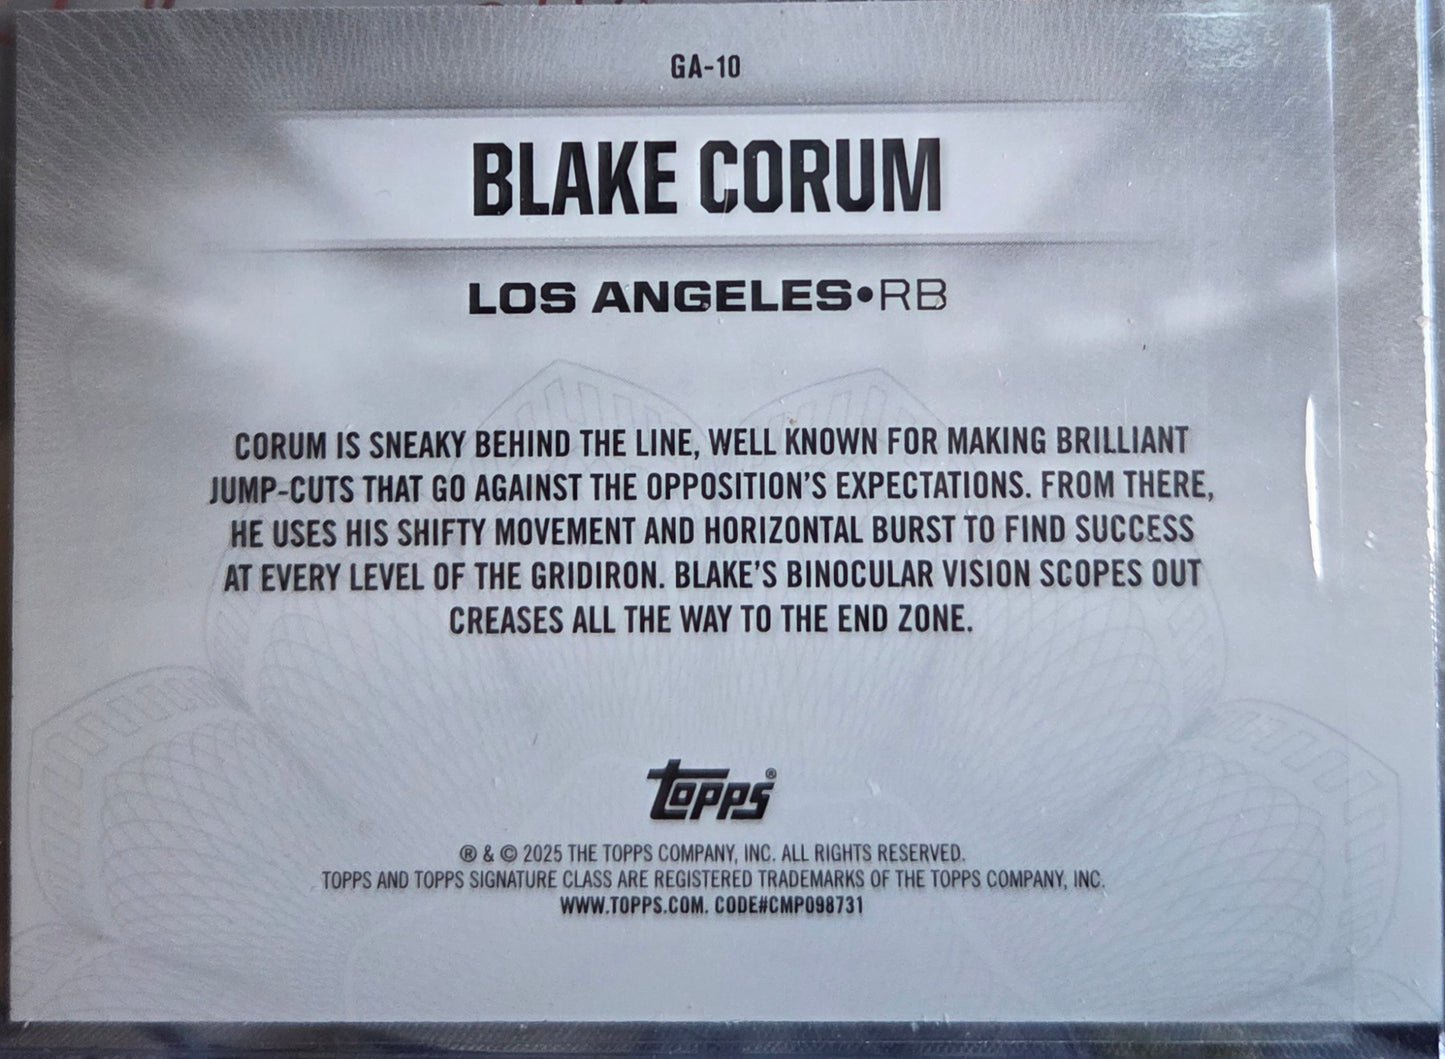 GA-10
BLAKE CORUM
LOS ANGELES•RB
CORUM IS SNEAKY BEHIND THE LINE, WELL KNOWN FOR MAKING BRILLIANT
JUMP-CUTS THAT GO AGAINST THE OPPOSITION'S EXPECTATIONS. FROM THERE,
HE USES HIS SHIFTY MOVEMENT AND HORIZONTAL BURST TO FIND SUCCESS
AT EVERY LEVEL OF THE GRIDIRON. BLAKE'S BINOCULAR VISION SCOPES OUT
CREASES ALL THE WAY TO THE END ZONE.
topps®
® & © 2025 THE TOPPS COMPANY, INC. ALL RIGHTS RESERVED.
TOPPS AND TOPPS SIGNATURE CLASS ARE REGISTERED TRADEMARKS OF THE TOPPS COMPANY, INC.
WWW.TOPPS.COM. CODE#CMP098731